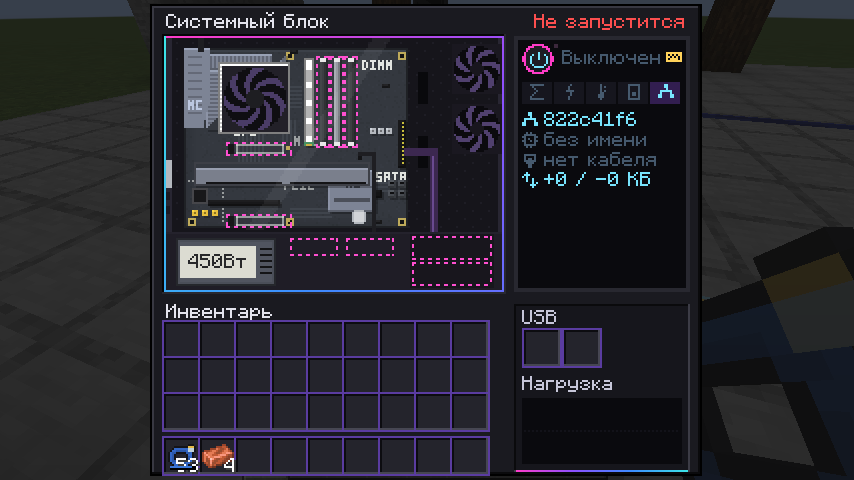 Системный блок
Не запустится
Выключен
DIMM
MC
SATA
822c41f6
без имени
нет кабеля
+0 / −0 КБ
450Вт
Инвентарь
USB
Нагрузка
53
4